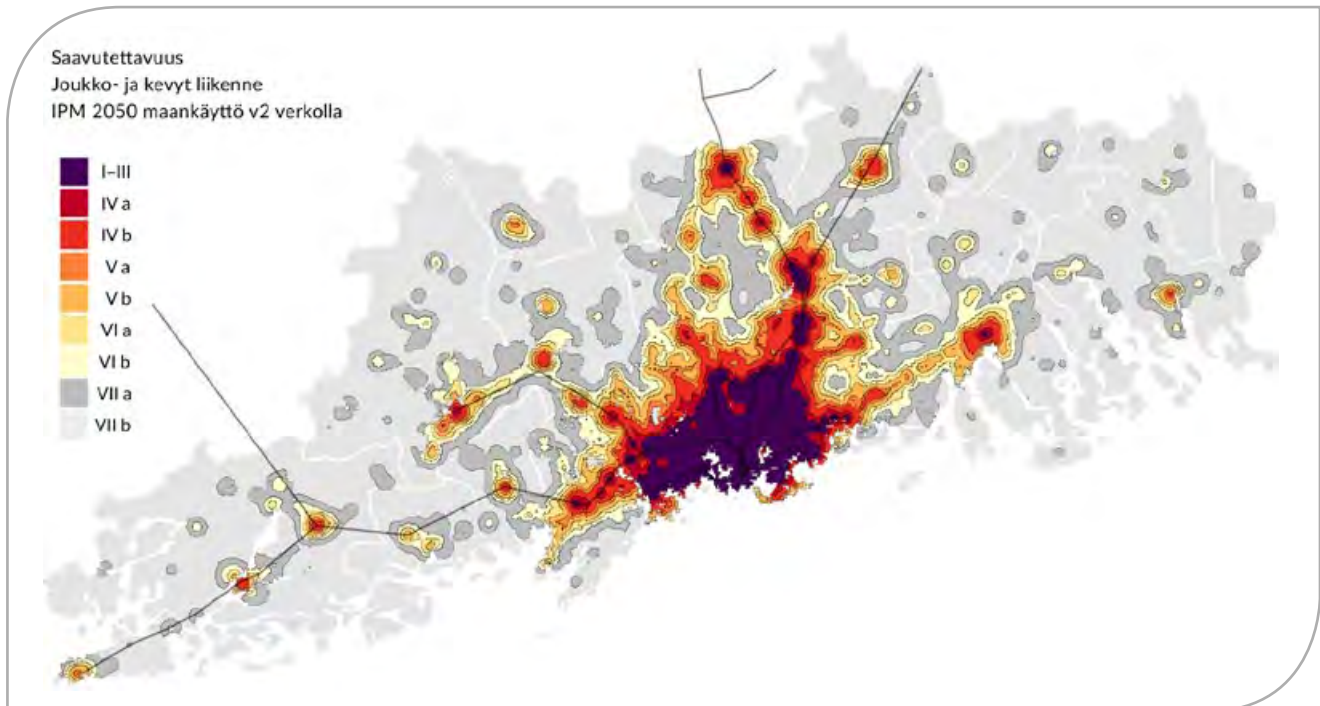 Saavutettavuus
Joukko- ja kevyt liikenne
IPM 2050 maankäyttö v2 verkolla
I–III
IV a
IV b
V a
V b
VI a
VI b
VII a
VII b